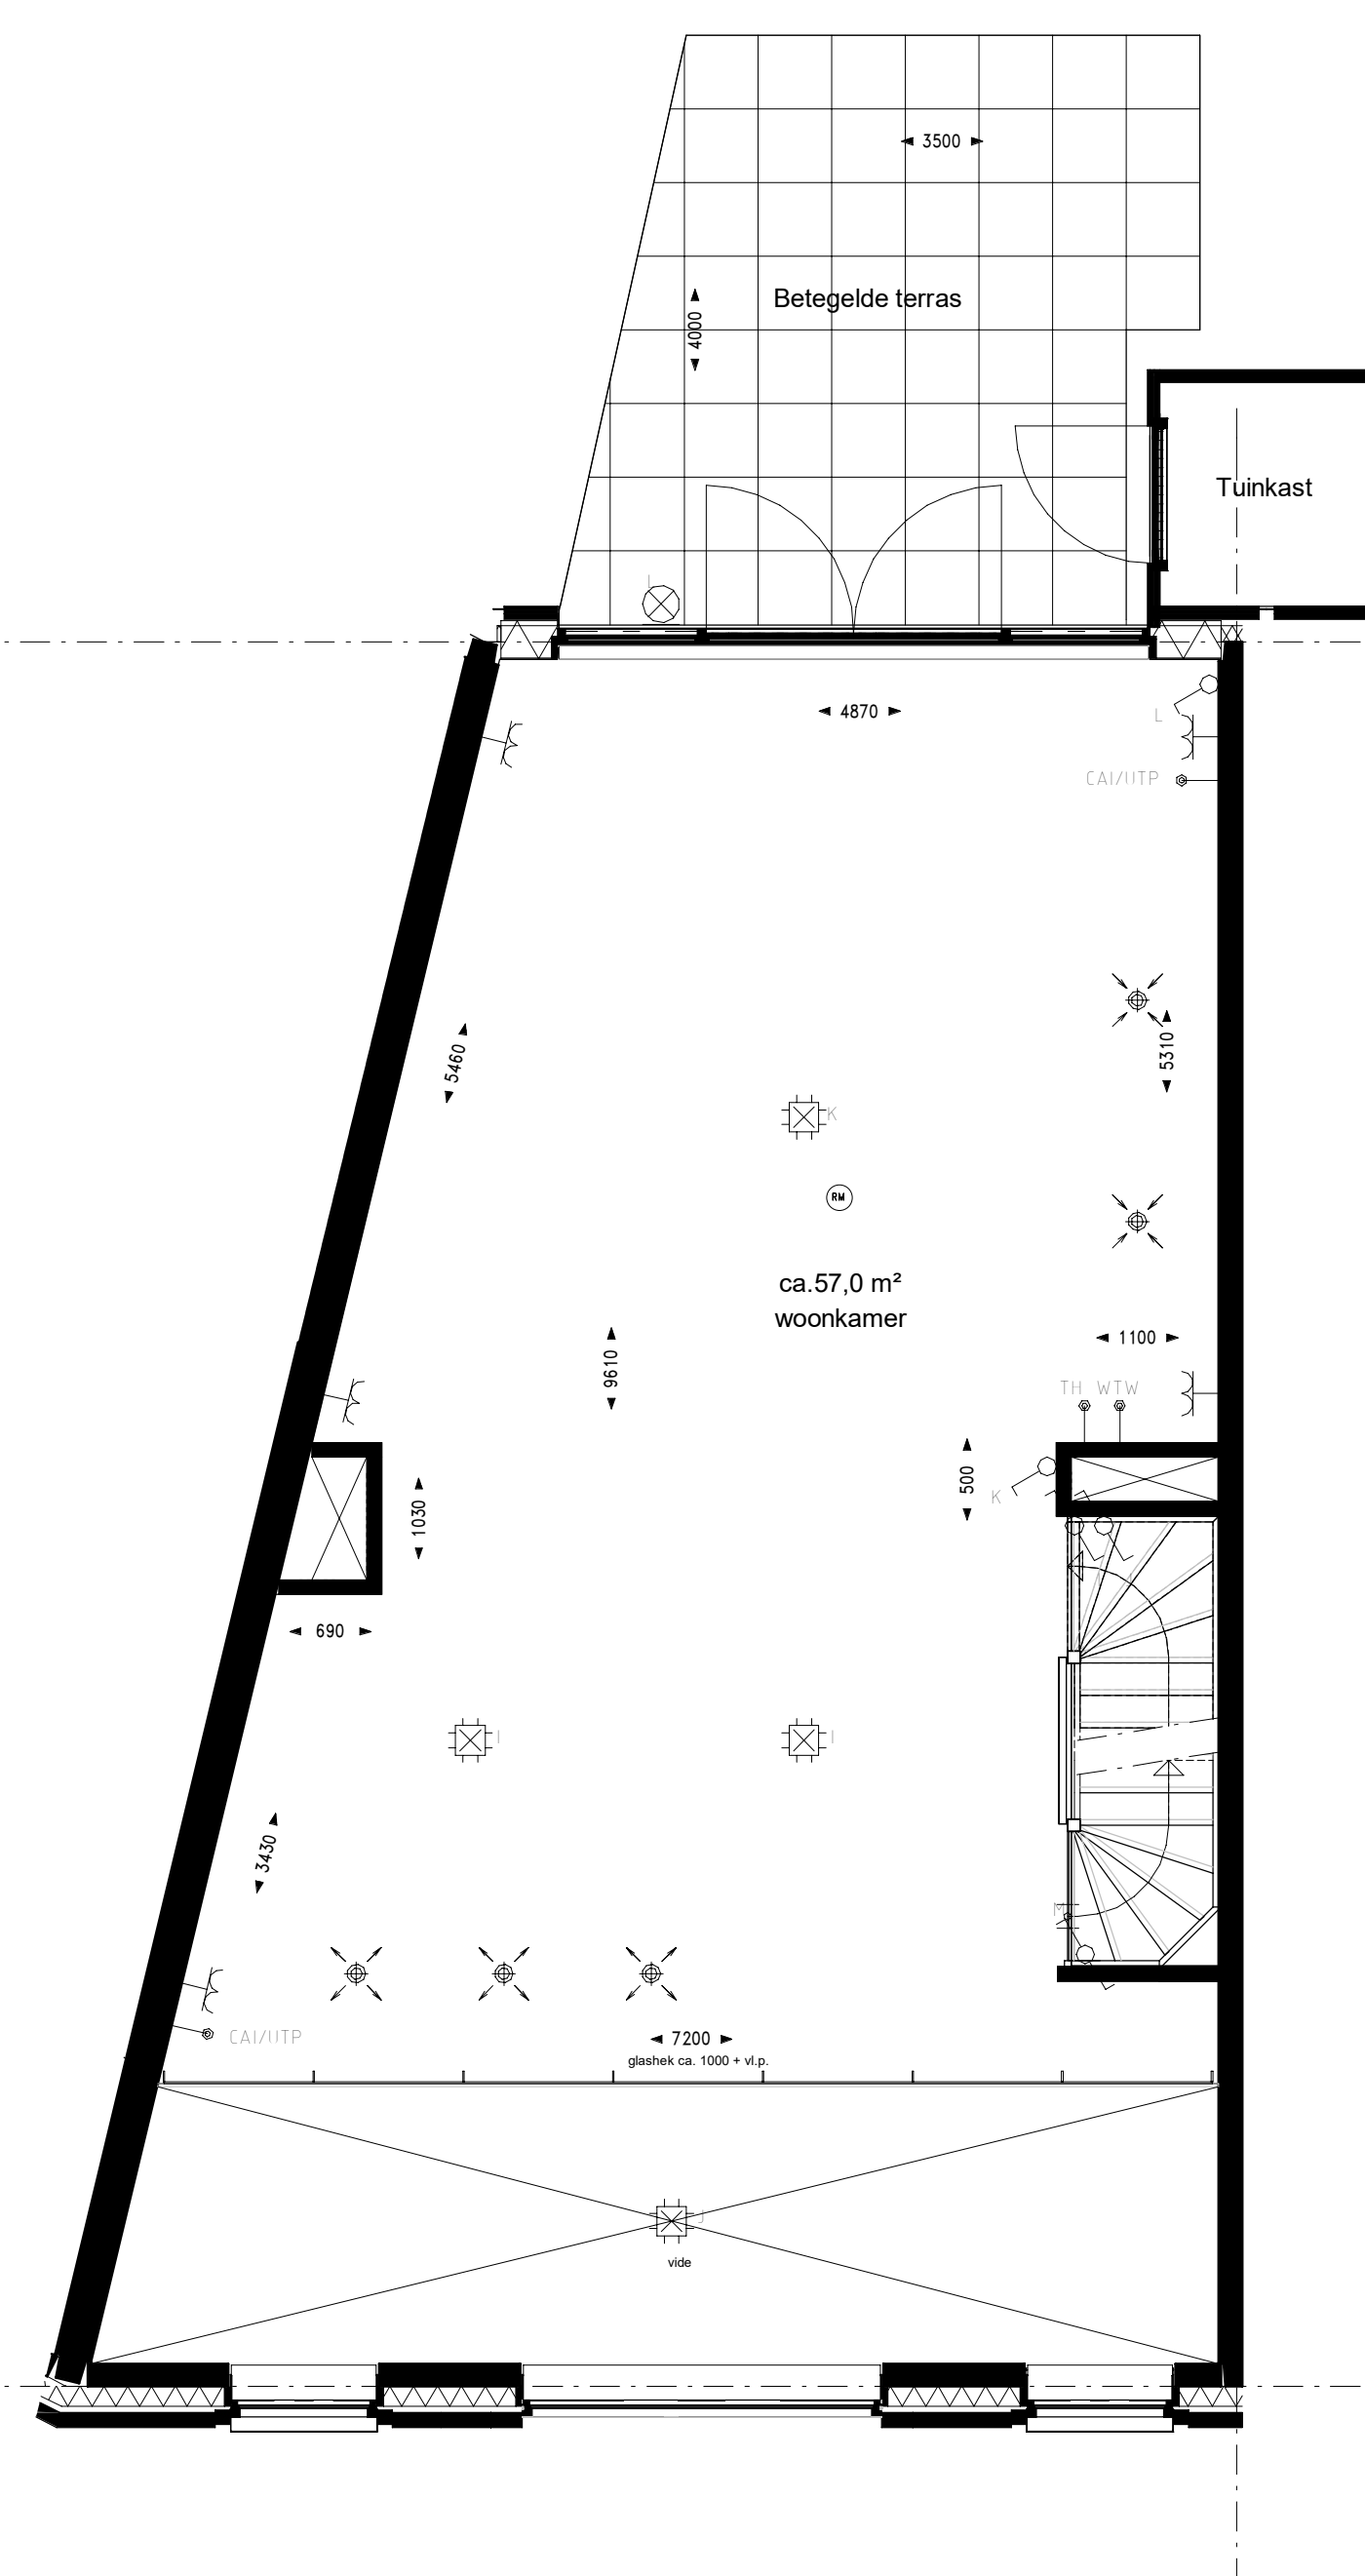 3500
Betegelde terras
4000
Tuinkast
L
4870
L
CAI/UTP
5460
5310
K
RM
ca.57,0 m²
woonkamer
1100
9610
TH WTW
500
K
1030
690
I
I
3430
M
CAI/UTP
7200
glashek ca. 1000 + vl.p.
J
vide